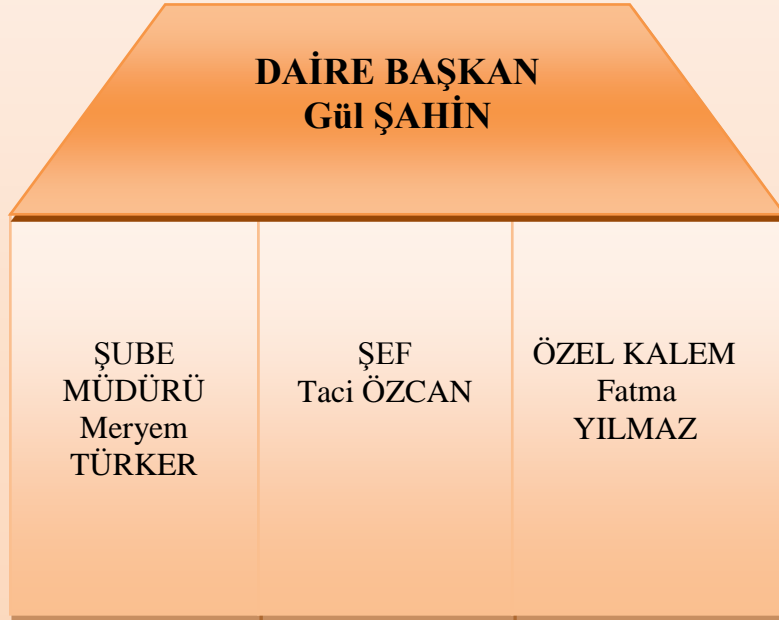 DAİRE BAŞKAN
Gül ŞAHİN
ŞUBE
MÜDÜRÜ
Meryem
TÜRKER
ŞEF
Taci ÖZCAN
ÖZEL KALEM
Fatma
YILMAZ